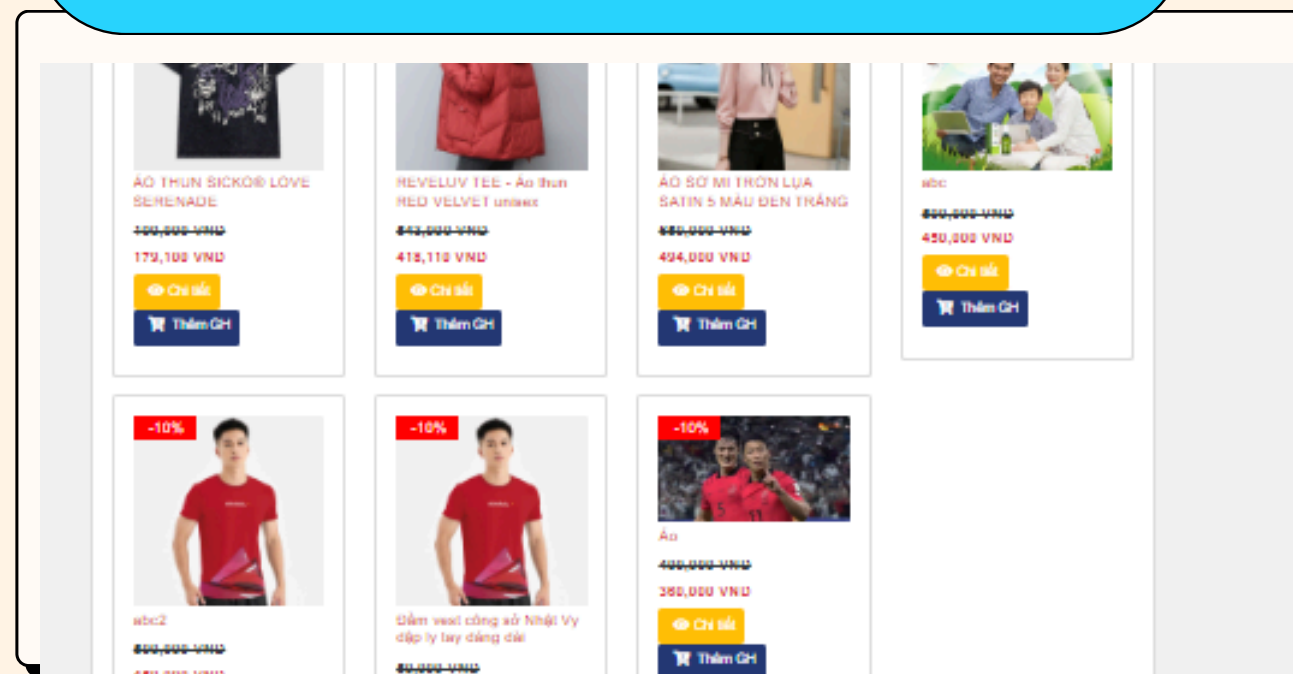 ÁO THUN SICKO® LOVE
SERENADE
179,100 VND
Chi tiết
Thêm GH
REVELUV TEE - Áo thun
RED VELVET unisex
418,110 VND
Chi tiết
Thêm GH
ÁO SƠ MI TRƠN LỤA
SATIN 5 MÀU ĐEN TRẮNG
494,000 VND
Chi tiết
Thêm GH
abc
450,000 VND
Chi tiết
Thêm GH
-10%
abc2
-10%
Đầm vest công sở Nhật Vy
dập ly tay dáng dài
-10%
5
11
Áo
400,000 VND
360,000 VND
Chi tiết
Thêm GH